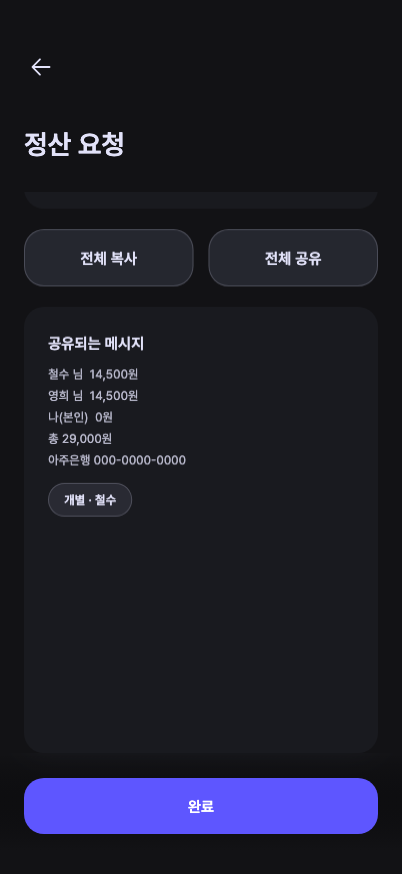 정산 요청
전체 복사
전체 공유
공유되는 메시지
철수 님 14,500원
영희 님 14,500원
나(본인) 0원
총 29,000원
아주은행 000-0000-0000
개별 · 철수
완료